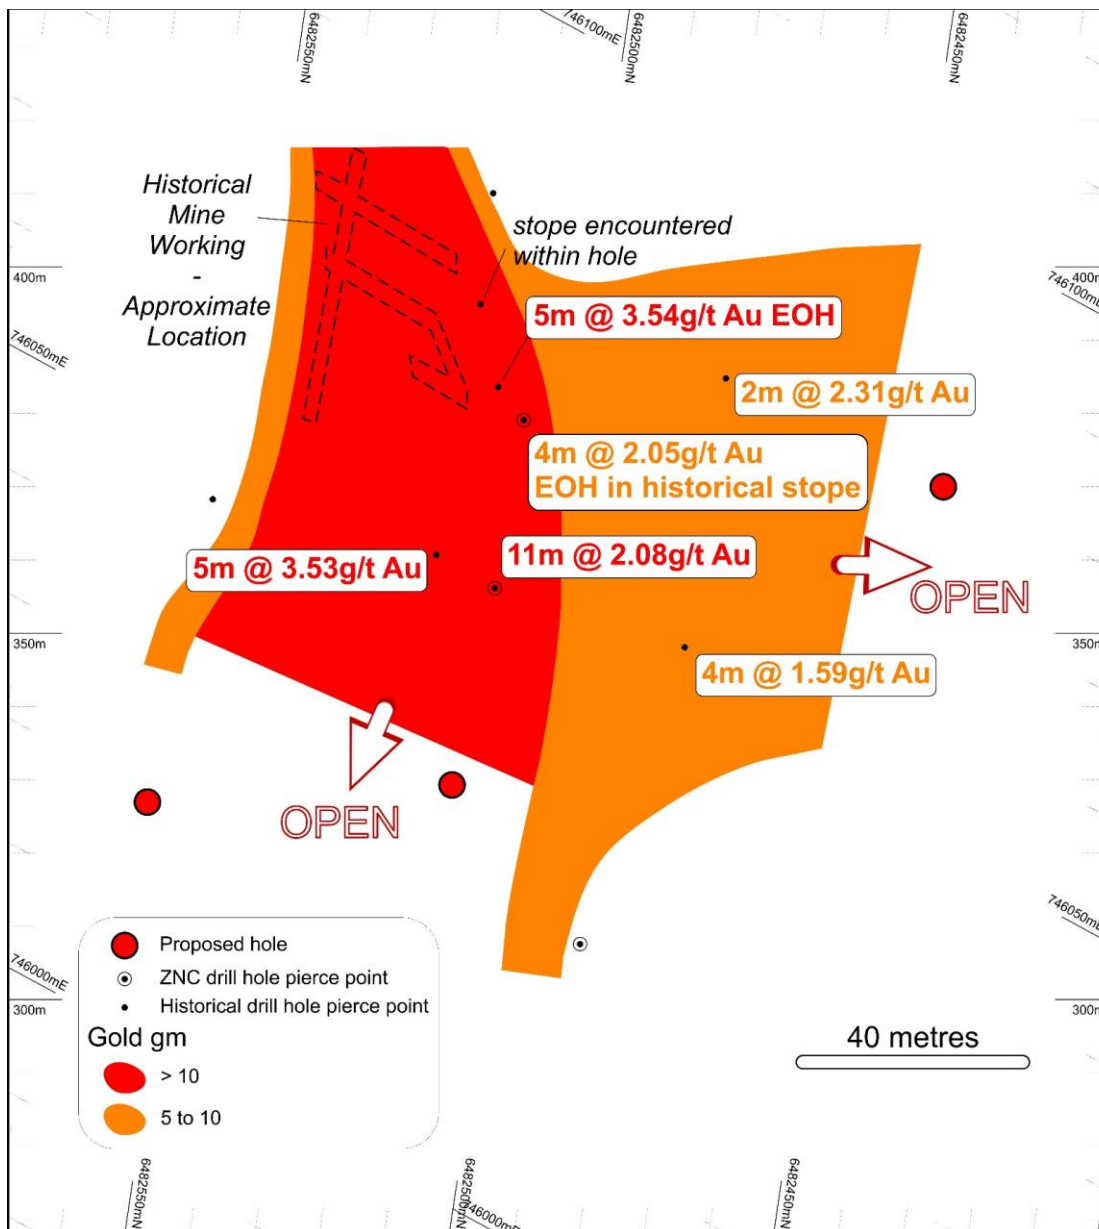 6482550mN
746100mE
6482500mN
6482450mN
Historical
Mine
Working
-
Approximate
Location
stope encountered
within hole
400m
400m
746100mE
746050mE
5m @ 3.54g/t Au EOH
2m @ 2.31g/t Au
4m @ 2.05g/t Au
EOH in historical stope
5m @ 3.53g/t Au
11m @ 2.08g/t Au
OPEN
350m
350m
4m @ 1.59g/t Au
OPEN
746050mE
746000mE
300m
300m
Proposed hole
ZNC drill hole pierce point
Historical drill hole pierce point
Gold gm
> 10
5 to 10
40 metres
6482550mN
6482500mN
746000mE
6482450mN